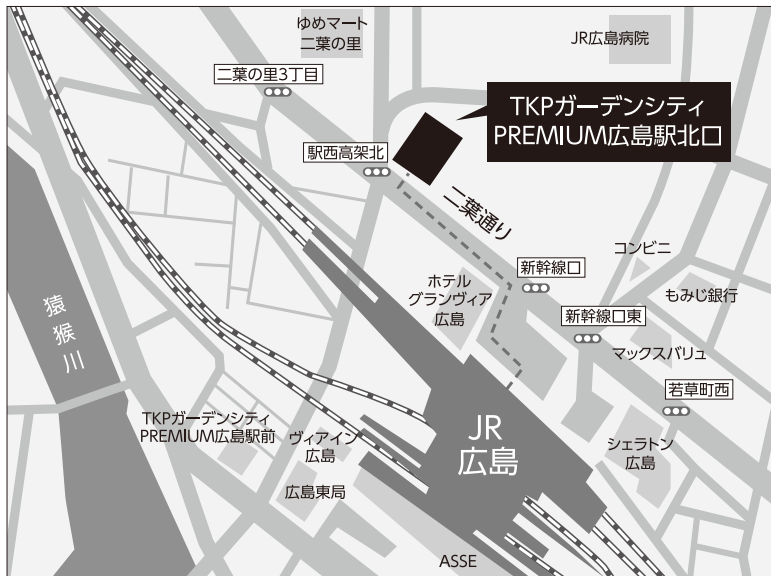 ゆめマート
二葉の里
JR広島病院
二葉の里3丁目
TKPガーデンシティ
PREMIUM広島駅北口
駅西高架北
二葉通り
コンビニ
新幹線口
ホテル
グランヴィア
広島
もみじ銀行
新幹線口東
猿猴川
マックスバリュ
若草町西
TKPガーデンシティ
PREMIUM広島駅前
ヴィアイン
広島
JR
広島
シェラトン
広島
広島東局
ASSE